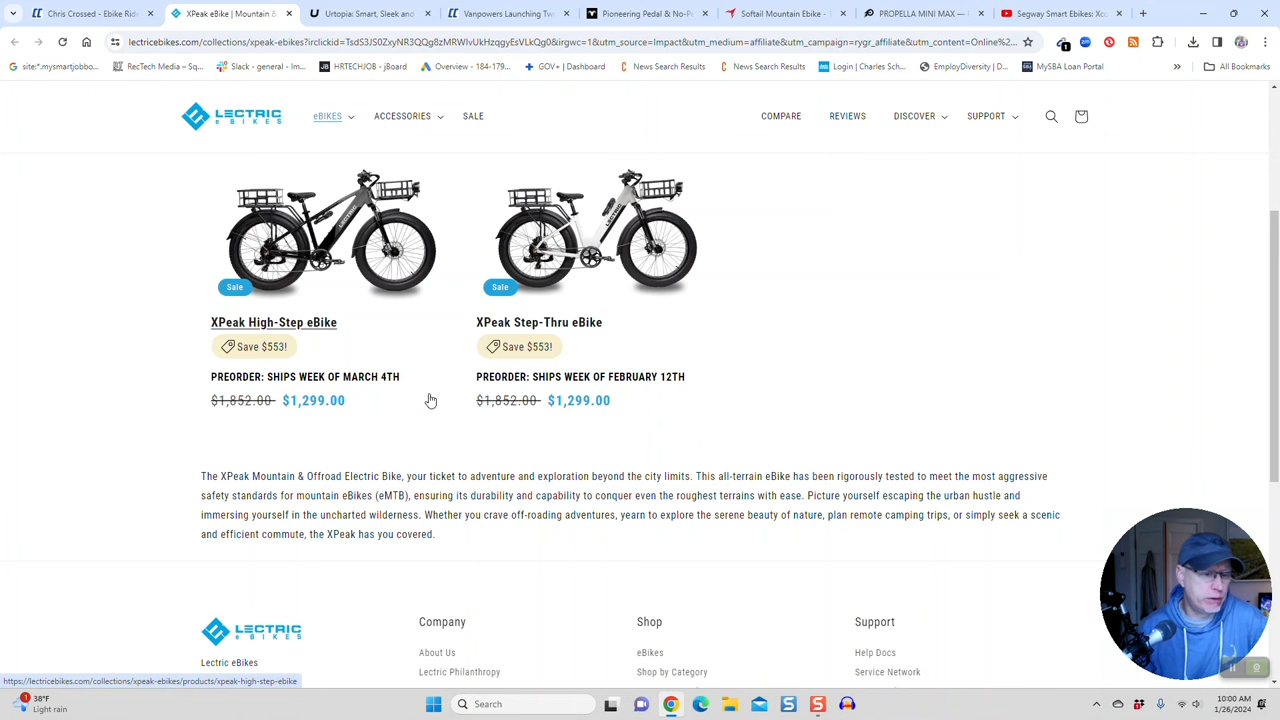 Chris Crossed - Ebike Ride
XPeak eBike | Mountain &
Urtopia: Smart, Sleek and
Vanpowers Launching Tw
Pioneering Pedal & No-Pe
Softail Mountain Ebike -
PROPELLA MINI MAX —
Segway Smart Ebikes: Xc
lectricebikes.com/collections/xpeak-ebikes?irclickid=TsdS3JS0ZxyNR3QQg8zMRWIvUkHzqgyEsVLkQg0&irgwc=1&utm_source=Impact&utm_medium=affiliate&utm_campaign=rygr_affiliate&utm_content=Online%2...
site:*.mysmartjobbo...
RecTech Media – Sq...
Slack - general - Im...
HRTECHJOB - jBoard
Overview - 184-179...
GOV+ | Dashboard
News Search Results
News Search Results
Login | Charles Sch...
EmployDiversity | D...
MySBA Loan Portal
»
All Bookmarks
LECTRIC
eBIKES
eBIKES
ACCESSORIES
SALE
COMPARE
REVIEWS
DISCOVER
SUPPORT
LECTRIC
LECTRIC
Sale
Sale
XPeak High-Step eBike
XPeak Step-Thru eBike
Save $553!
Save $553!
PREORDER: SHIPS WEEK OF MARCH 4TH
PREORDER: SHIPS WEEK OF FEBRUARY 12TH
$1,852.00 $1,299.00
$1,852.00 $1,299.00
The XPeak Mountain & Offroad Electric Bike, your ticket to adventure and exploration beyond the city limits. This all-terrain eBike has been rigorously tested to meet the most aggressive
safety standards for mountain eBikes (eMTB), ensuring its durability and capability to conquer even the roughest terrains with ease. Picture yourself escaping the urban hustle and
immersing yourself in the uncharted wilderness. Whether you crave off-roading adventures, yearn to explore the serene beauty of nature, plan remote camping trips, or simply seek a scenic
and efficient commute, the XPeak has you covered.
LECTRIC
eBIKES
Lectric eBikes
Company
About Us
Lectric Philanthropy
Shop
eBikes
Shop by Category
Support
Help Docs
Service Network
https://lectricebikes.com/collections/xpeak-ebikes/products/xpeak-high-step-ebike
1
38°F
Light rain
Search
10:00 AM
1/26/2024